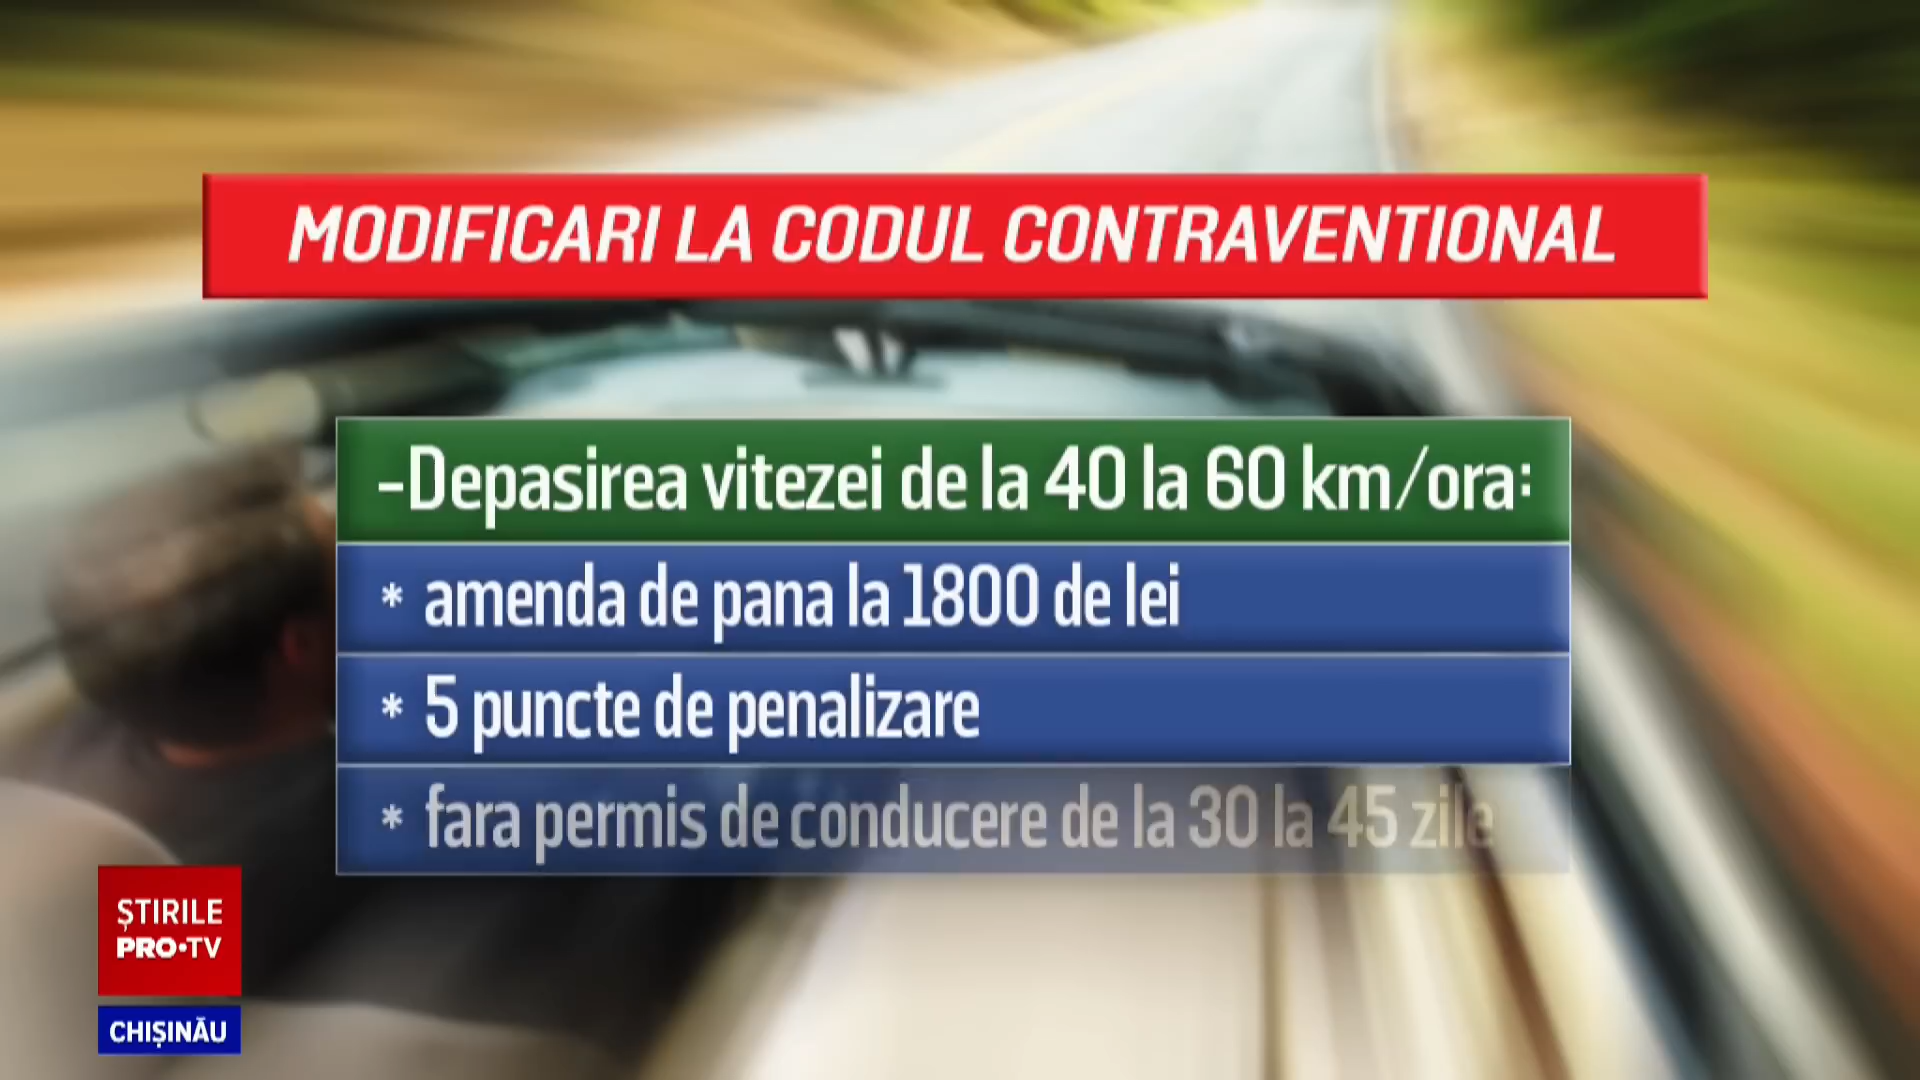 MODIFICARI LA CODUL CONTRAVENTIONAL
-Depasirea vitezei de la 40 la 60 km/ora:
* amenda de pana la 1800 de lei
* 5 puncte de penalizare
* fara permis de conducere de la 30 la 45 zile
ȘTIRILE
PRO•TV
CHIȘINĂU